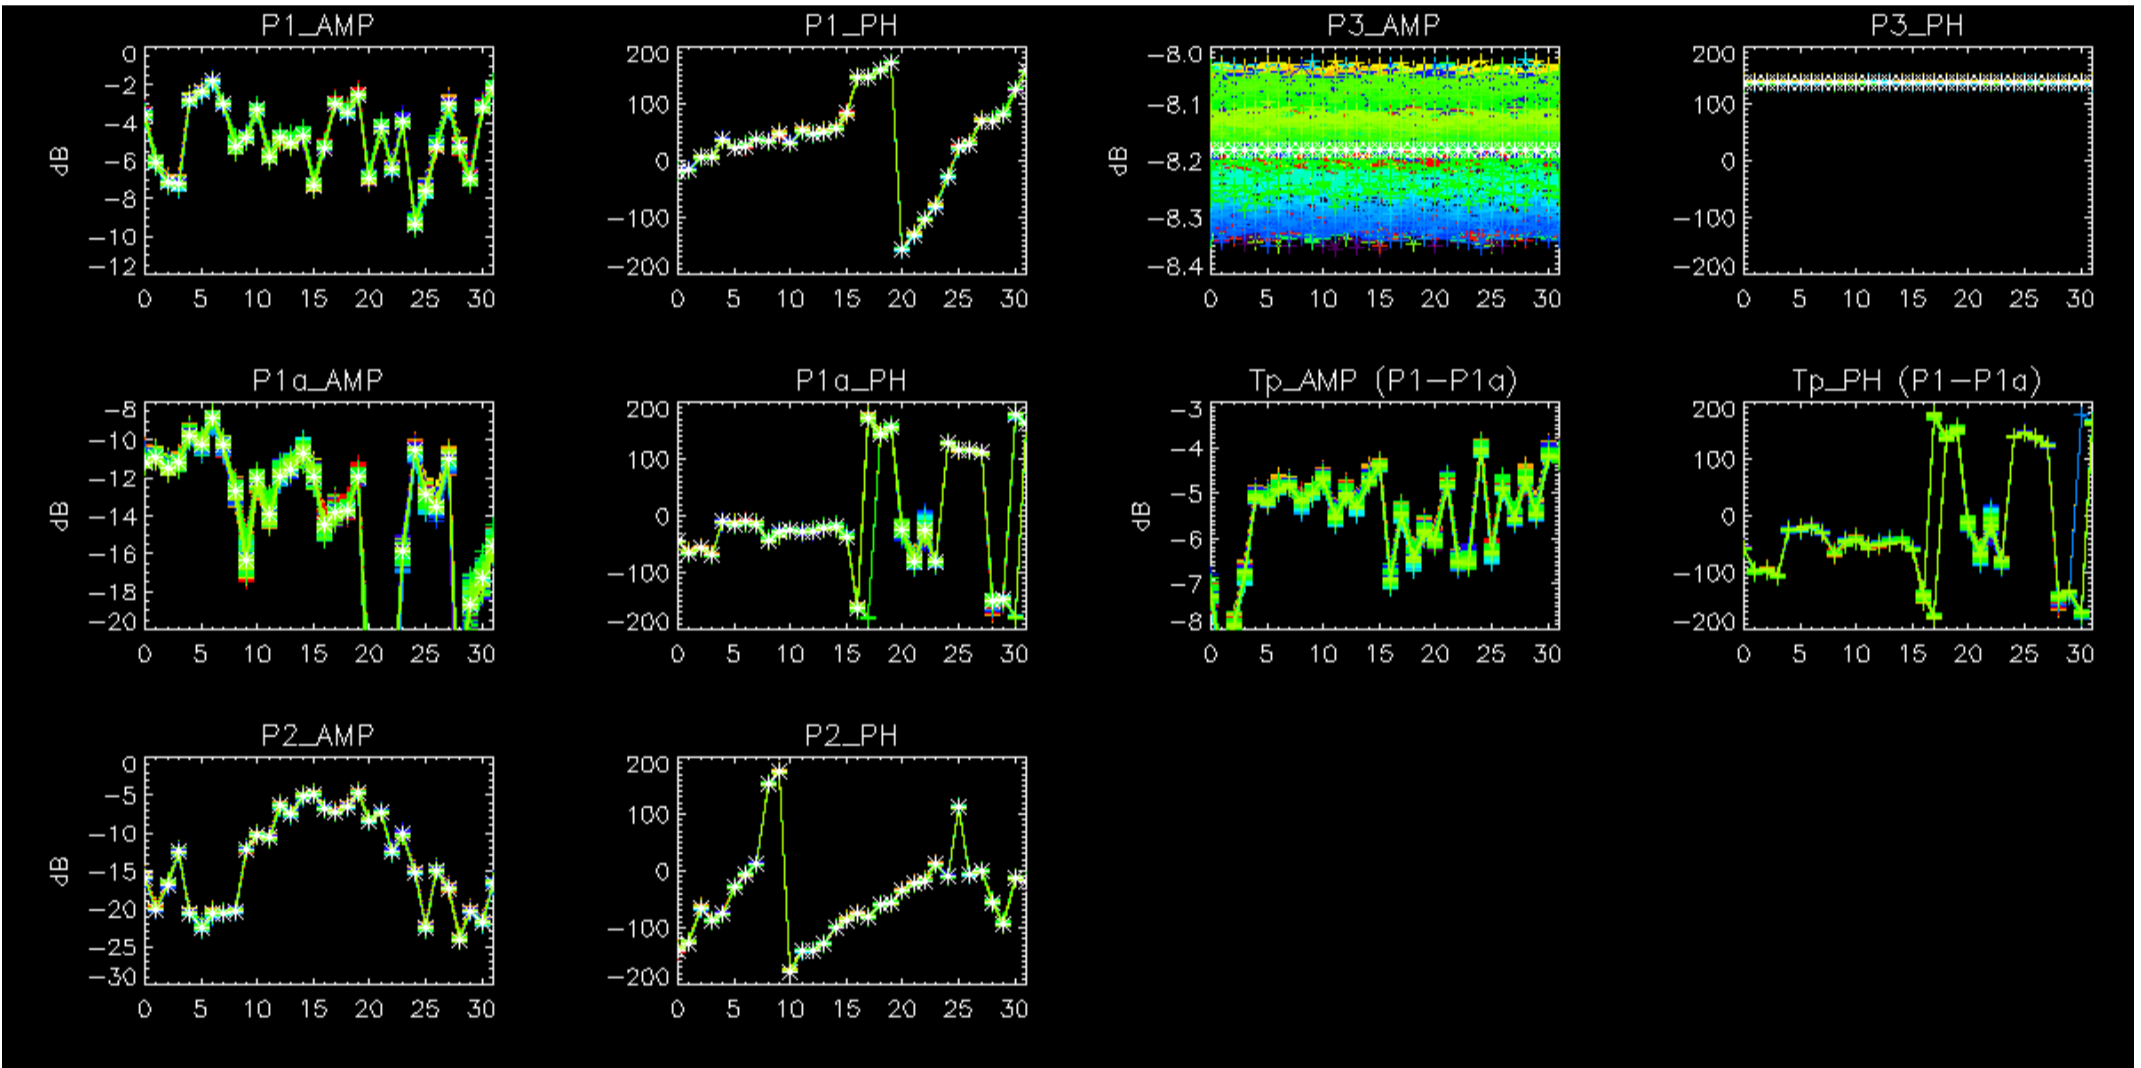 P1_AMP
0
−2
−4
−6
−8
−10
−12
dB
0 5 10 15 20 25 30
P1_PH
200
100
0
−100
−200
0 5 10 15 20 25 30
P3_AMP
−8.0
−8.1
−8.2
−8.3
−8.4
dB
0 5 10 15 20 25 30
P3_PH
200
100
0
−100
−200
0 5 10 15 20 25 30
P1a_AMP
−8
−10
−12
−14
−16
−18
−20
dB
0 5 10 15 20 25 30
P1a_PH
200
100
0
−100
−200
0 5 10 15 20 25 30
Tp_AMP (P1−P1a)
−3
−4
−5
−6
−7
−8
dB
0 5 10 15 20 25 30
Tp_PH (P1−P1a)
200
100
0
−100
−200
0 5 10 15 20 25 30
P2_AMP
0
−5
−10
−15
−20
−25
−30
dB
0 5 10 15 20 25 30
P2_PH
200
100
0
−100
−200
0 5 10 15 20 25 30